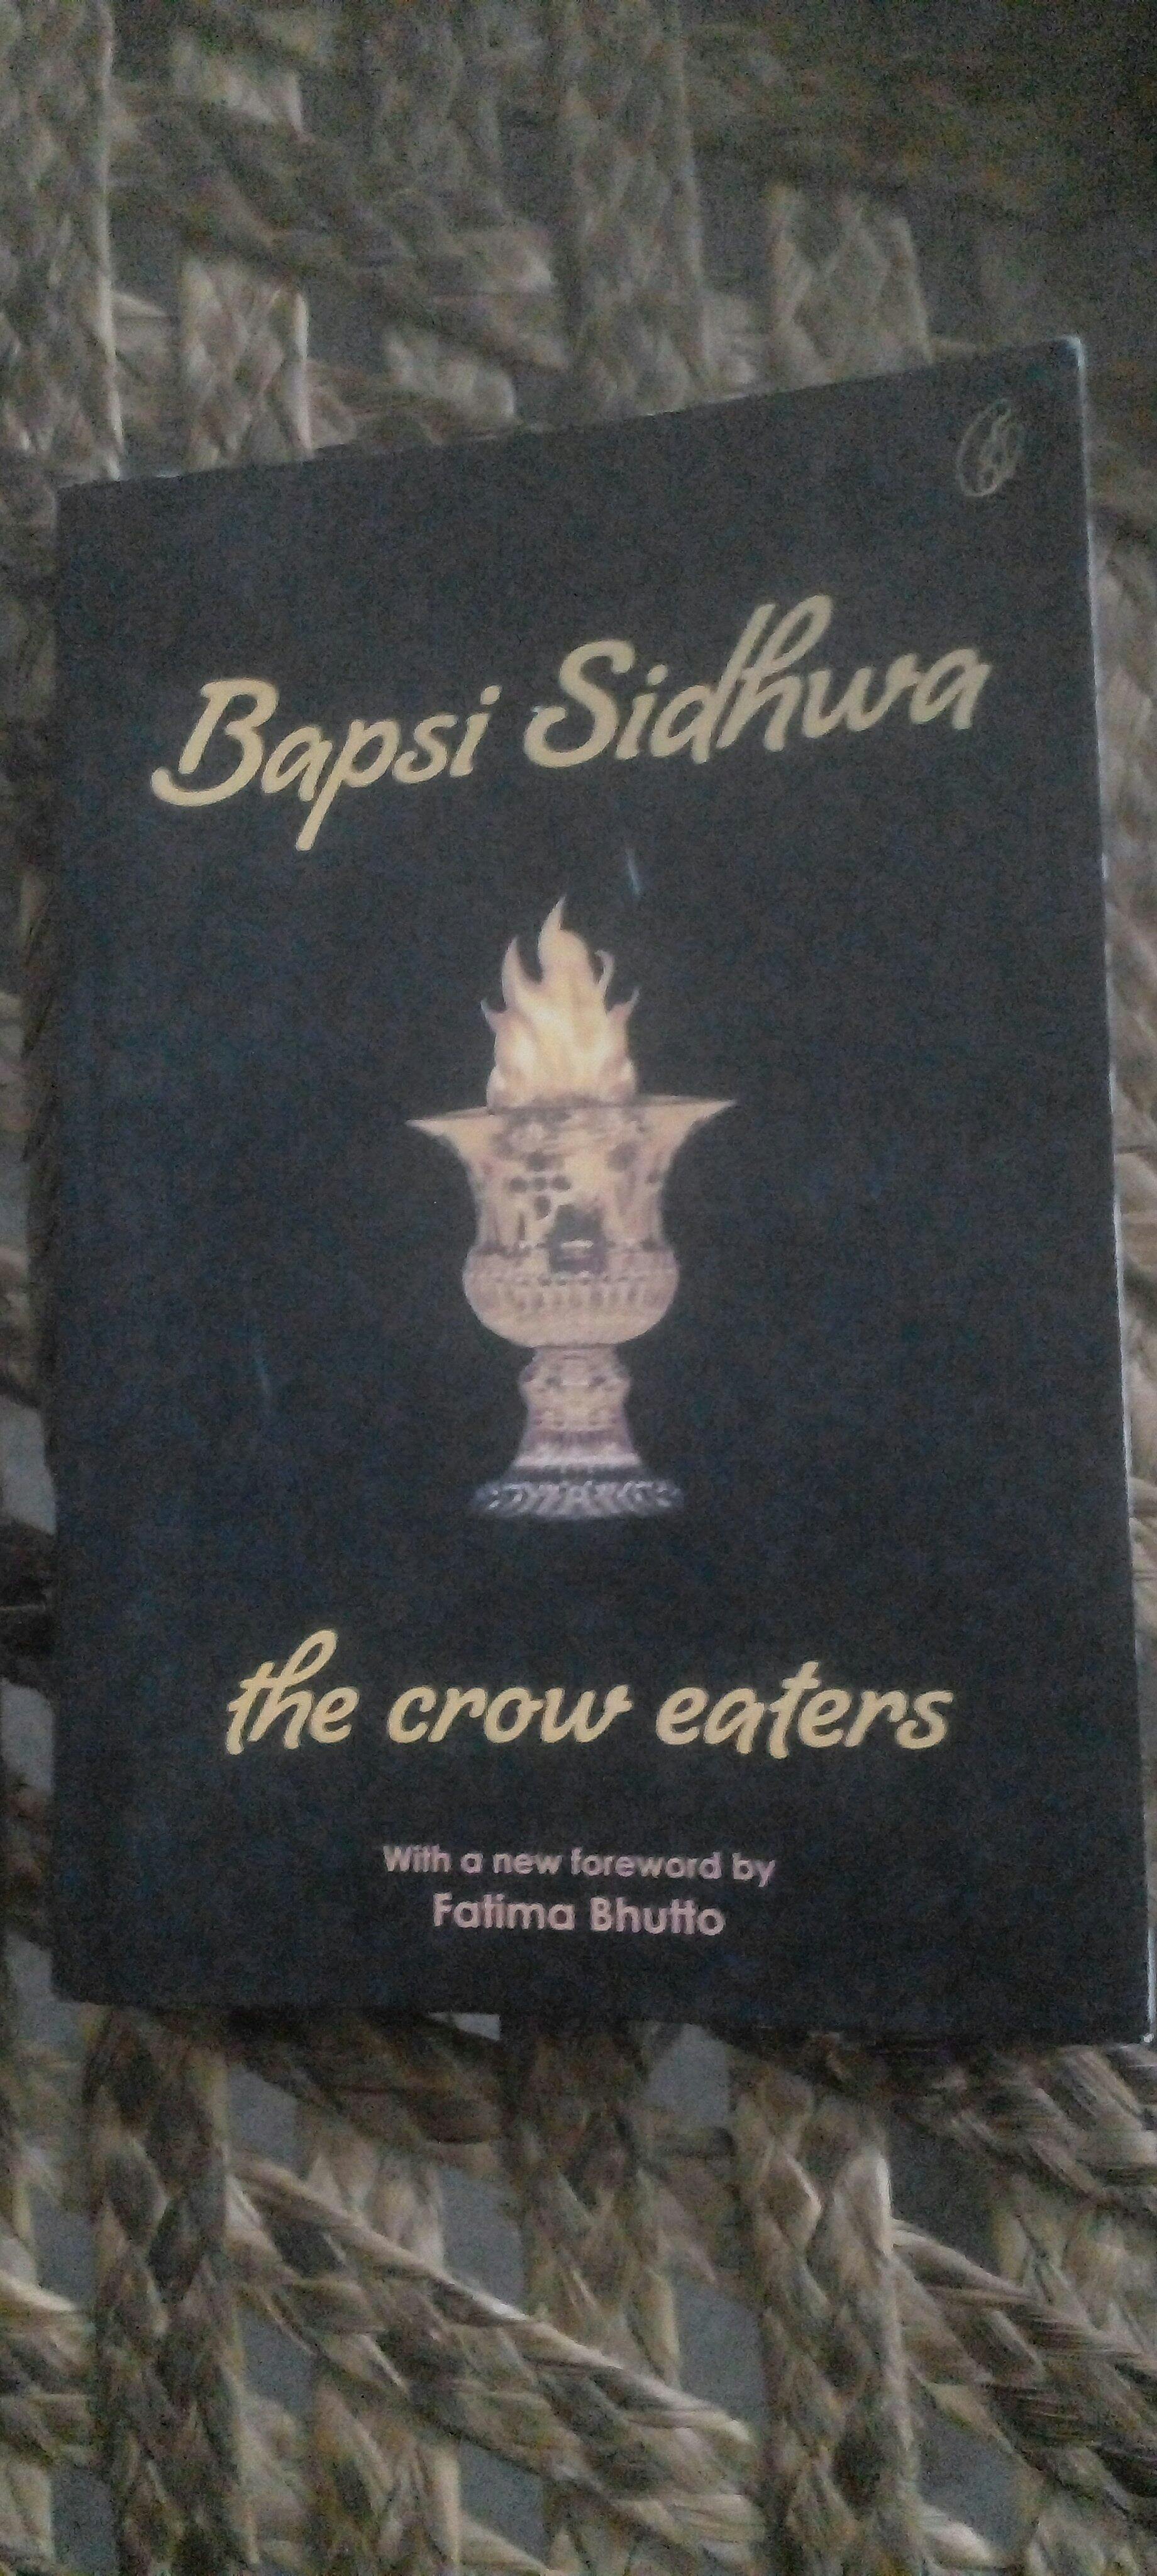 Bapsi Sidhwa
the crow eaters
With a new foreword by
Fatima Bhutto